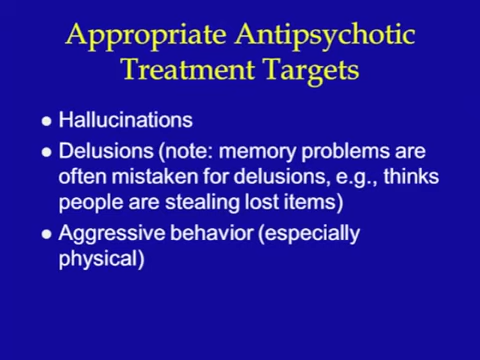 Appropriate Antipsychotic
Treatment Targets
● Hallucinations
● Delusions (note: memory problems are
often mistaken for delusions, e.g., thinks
people are stealing lost items)
● Aggressive behavior (especially
physical)